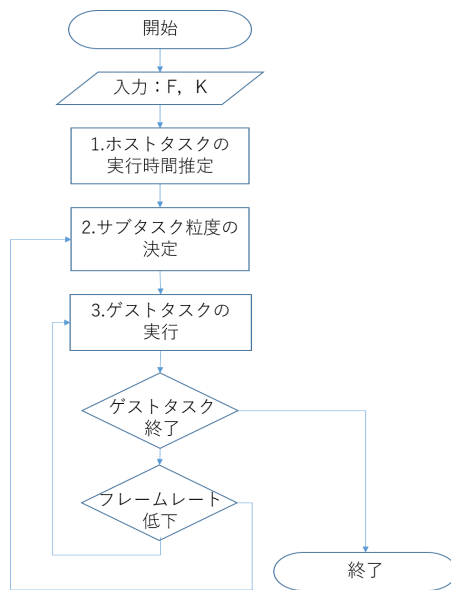 開始
入力：F, K
1.ホストタスクの
実行時間推定
2.サブタスク粒度の
決定
3.ゲストタスクの
実行
ゲストタスク
終了
フレームレート
低下
終了